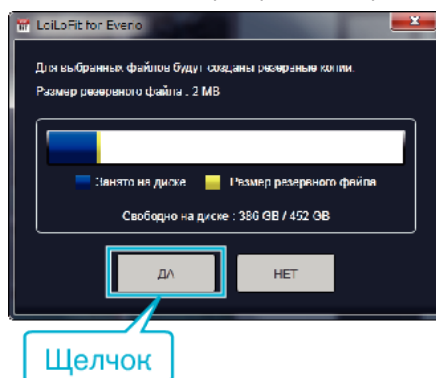 LoiLoFit for Everio
Для выбранных файлов будут созданы резервные копии.
Размер резервного файла : 2 MB
Занято на диске
Размер резервного файла
Свободно на диске : 386 GB / 452 GB
ДА
НЕТ
Щелчок